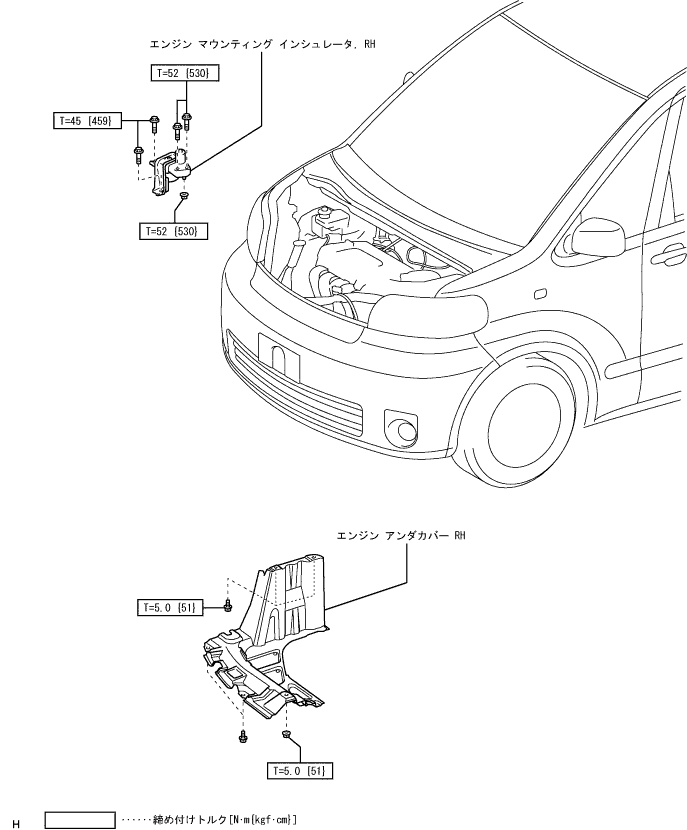 エンジン マウンティング インシュレータ, RH
T=52 {530}
T=45 {459}
T=52 {530}
エンジン アンダカバー RH
T=5.0 {51}
T=5.0 {51}
H
······締め付けトルク[N·m{kgf·cm}]